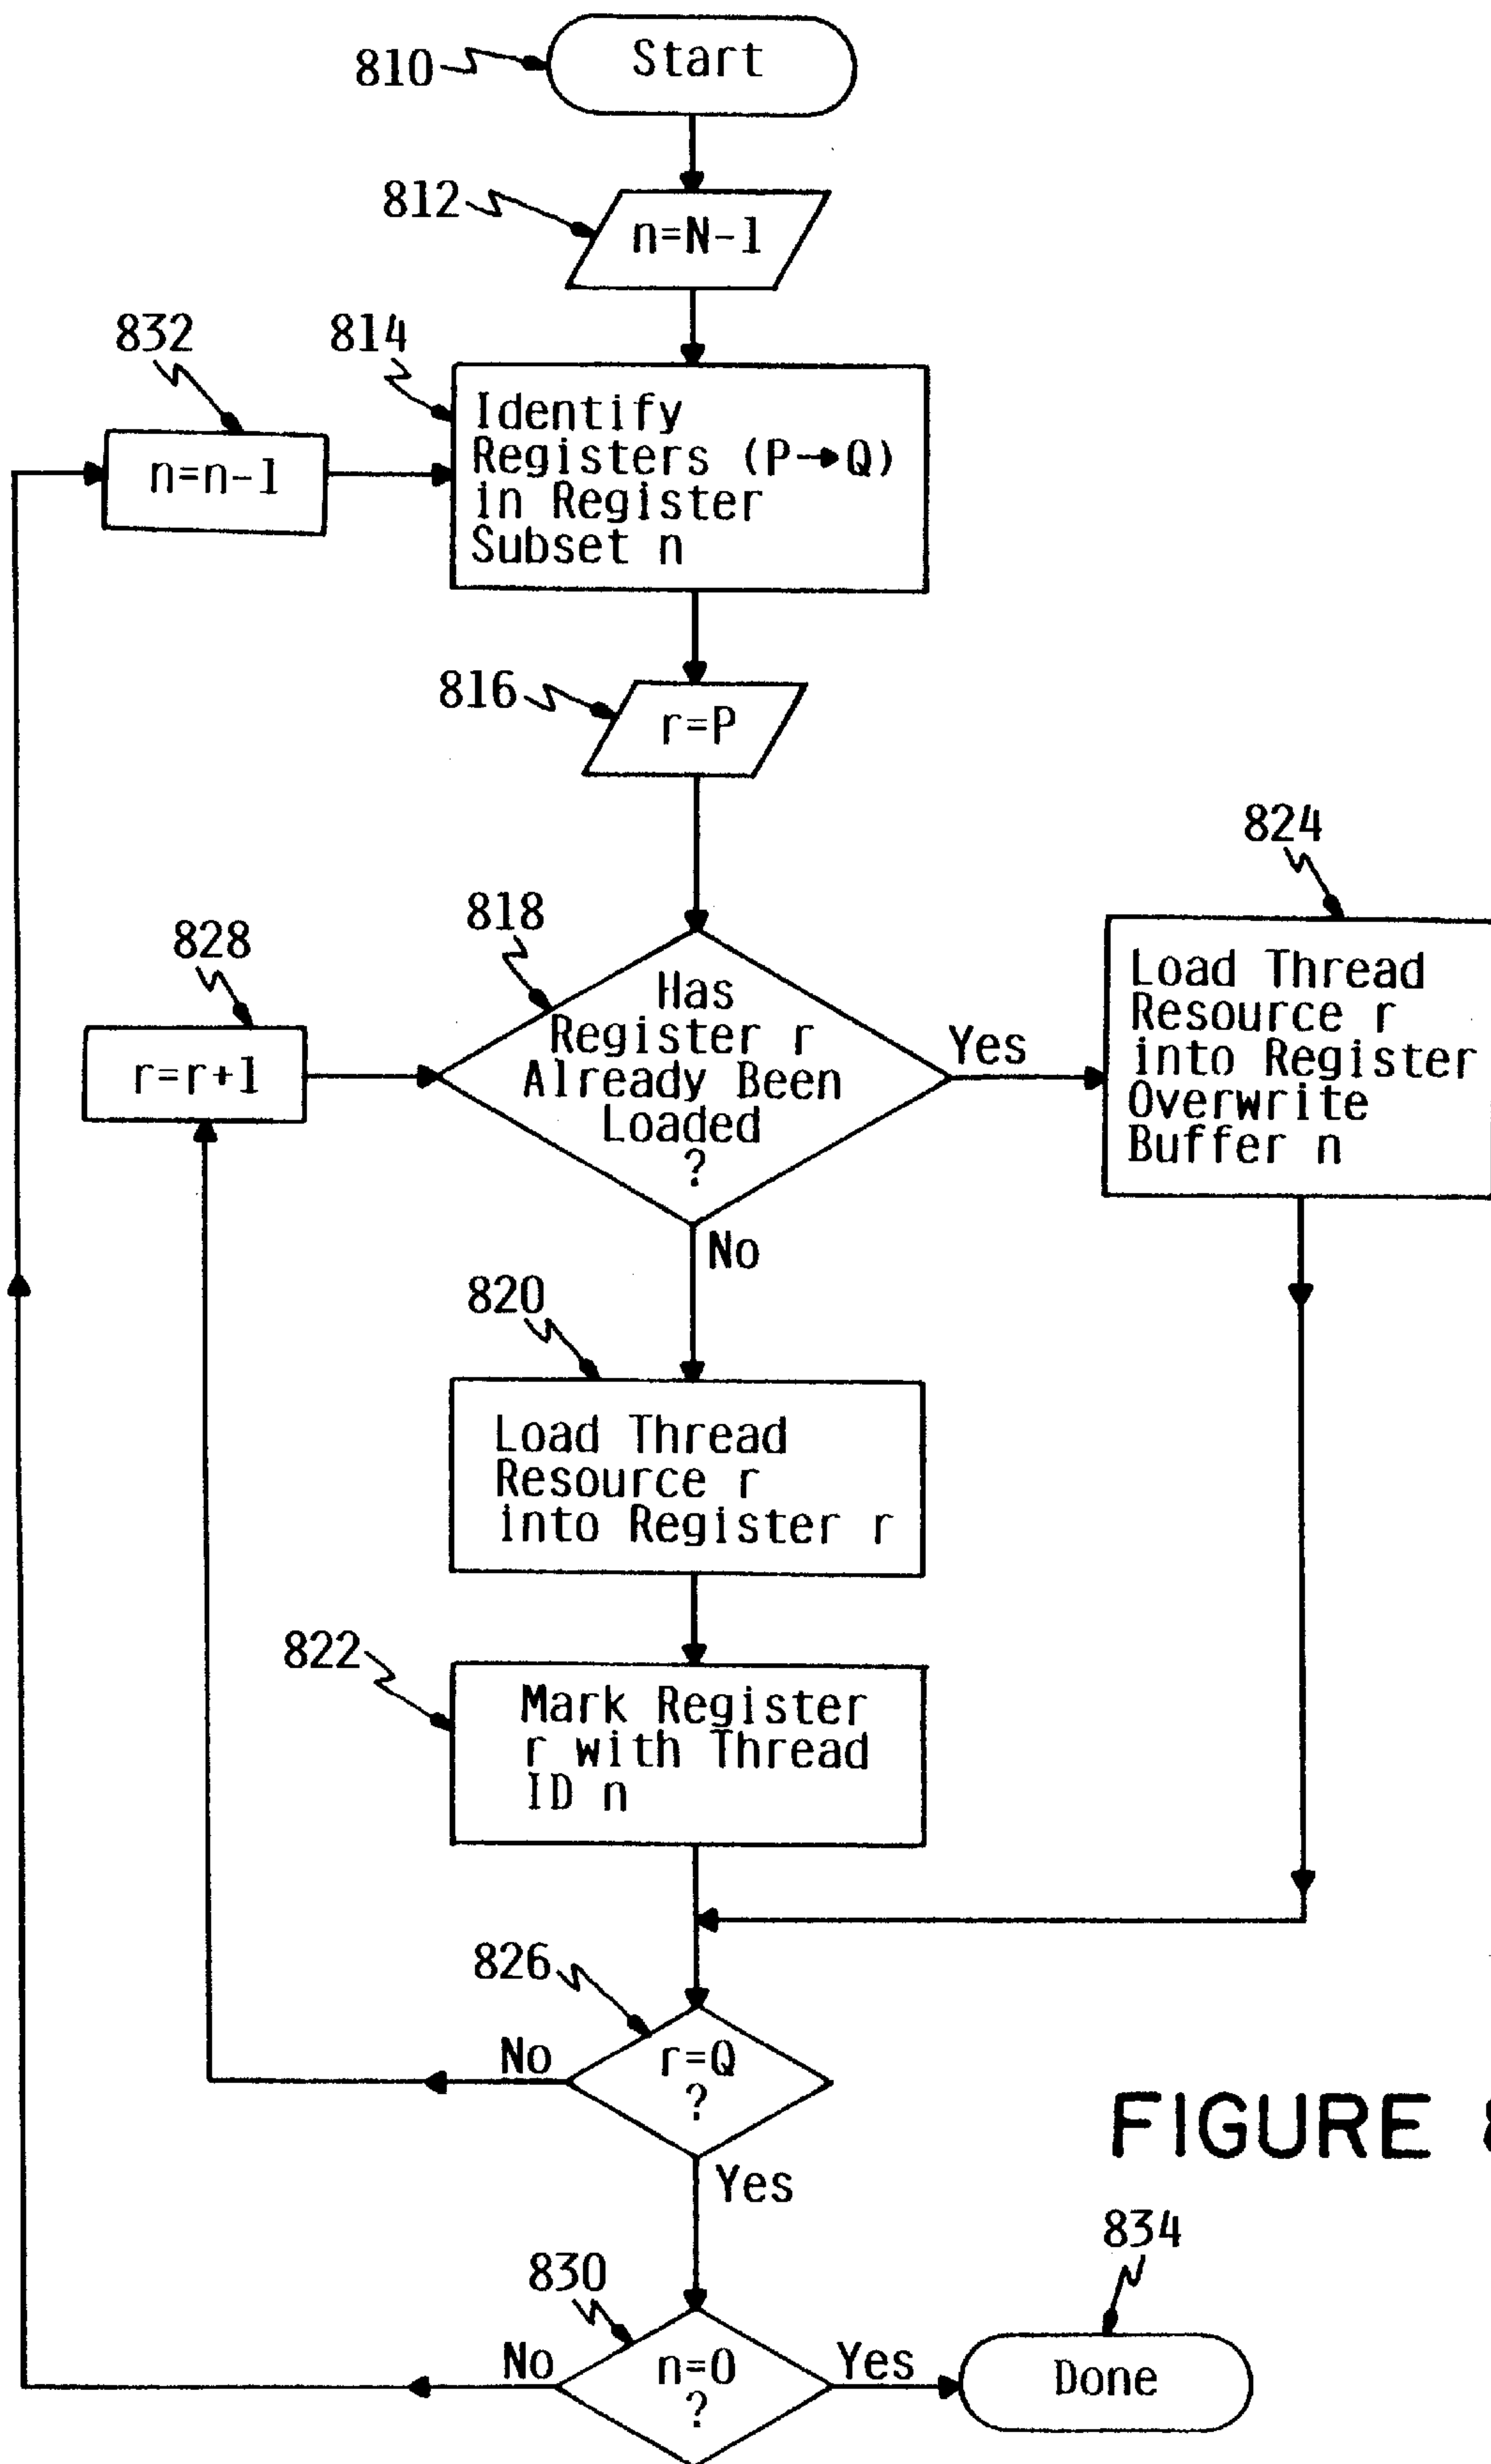 810
Start
812
n=N-1
832
814
n=n-1
Identify
Registers (P→Q)
in Register
Subset n
816
r=P
824
818
828
Has
Register r
Already Been
Loaded
?
Yes
r=r+1
Load Thread
Resource r
into Register
Overwrite
Buffer n
No
820
Load Thread
Resource r
into Register r
822
Mark Register
r with Thread
ID n
826
r=Q
?
No
Yes
FIGURE
834
830
n=0
?
No
Yes
Done